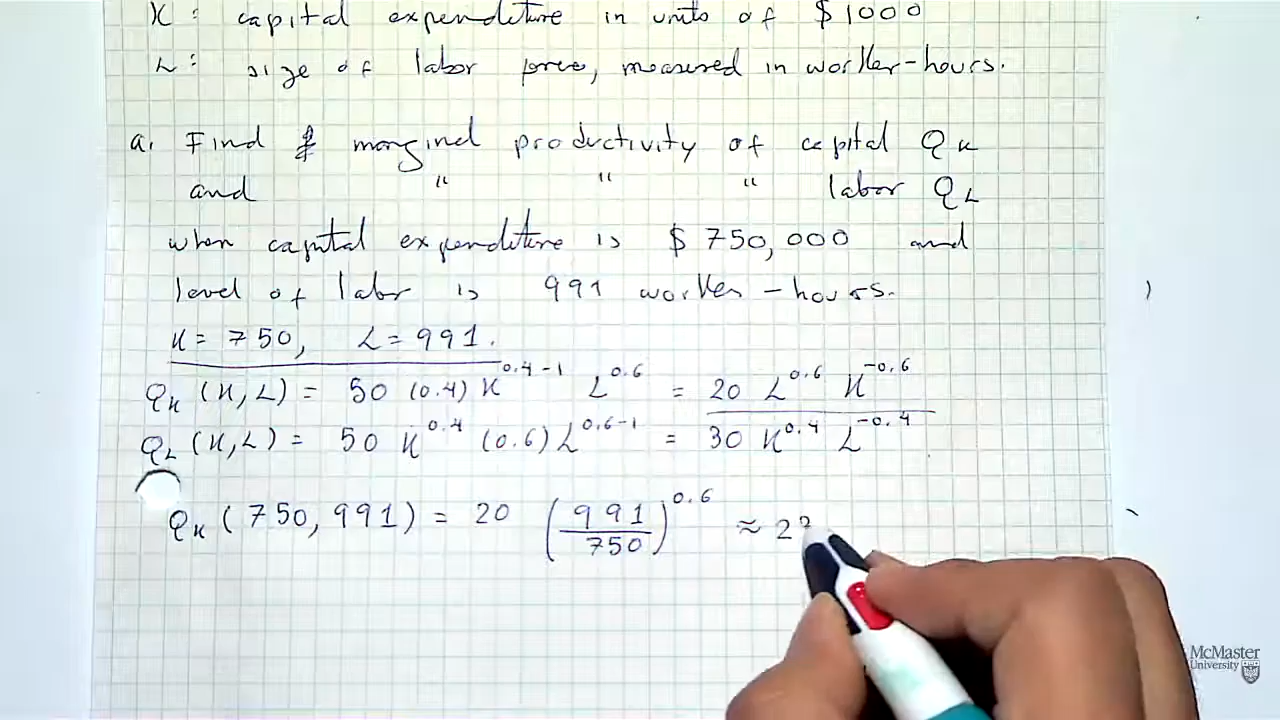 K : capital expenditure in units of $1000
L : size of labor force, measured in worker-hours.
a. Find marginal productivity of capital QK
and " " " labor QL
when capital expenditure is $750,000 and
level of labor is 991 worker-hours.
K = 750, L = 991.
QK (K,L) = 50 (0.4) K^0.4-1 L^0.6 = 20 L^0.6 K^-0.6
QL (K,L) = 50 K^0.4 (0.6) L^0.6-1 = 30 K^0.4 L^-0.4
QK (750, 991) = 20 (991/750)^0.6 ≈ 2
McMaster
University